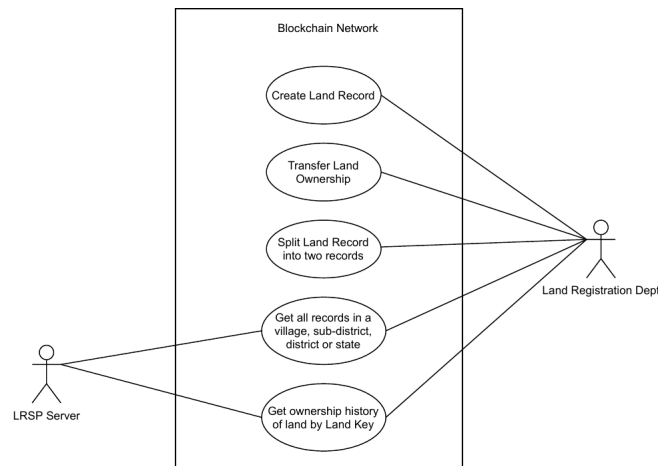 Blockchain Network
Create Land Record
Transfer Land
Ownership
Split Land Record
into two records
Land Registration Dept
Get all records in a
village, sub-district,
district or state
LRSP Server
Get ownership history
of land by Land Key